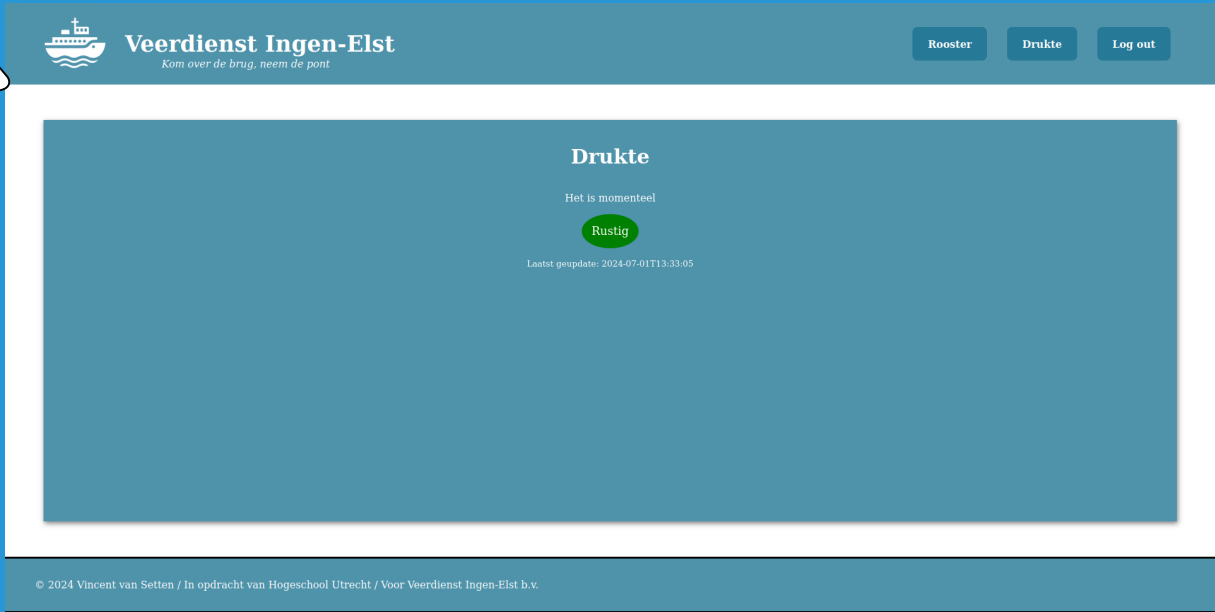 Veerdienst Ingen-Elst
Kom over de brug, neem de pont
Rooster
Drukte
Log out
Drukte
Het is momenteel
Rustig
Laatst geupdate: 2024-07-01T13:33:05
© 2024 Vincent van Setten / In opdracht van Hogeschool Utrecht / Voor Veerdienst Ingen-Elst b.v.